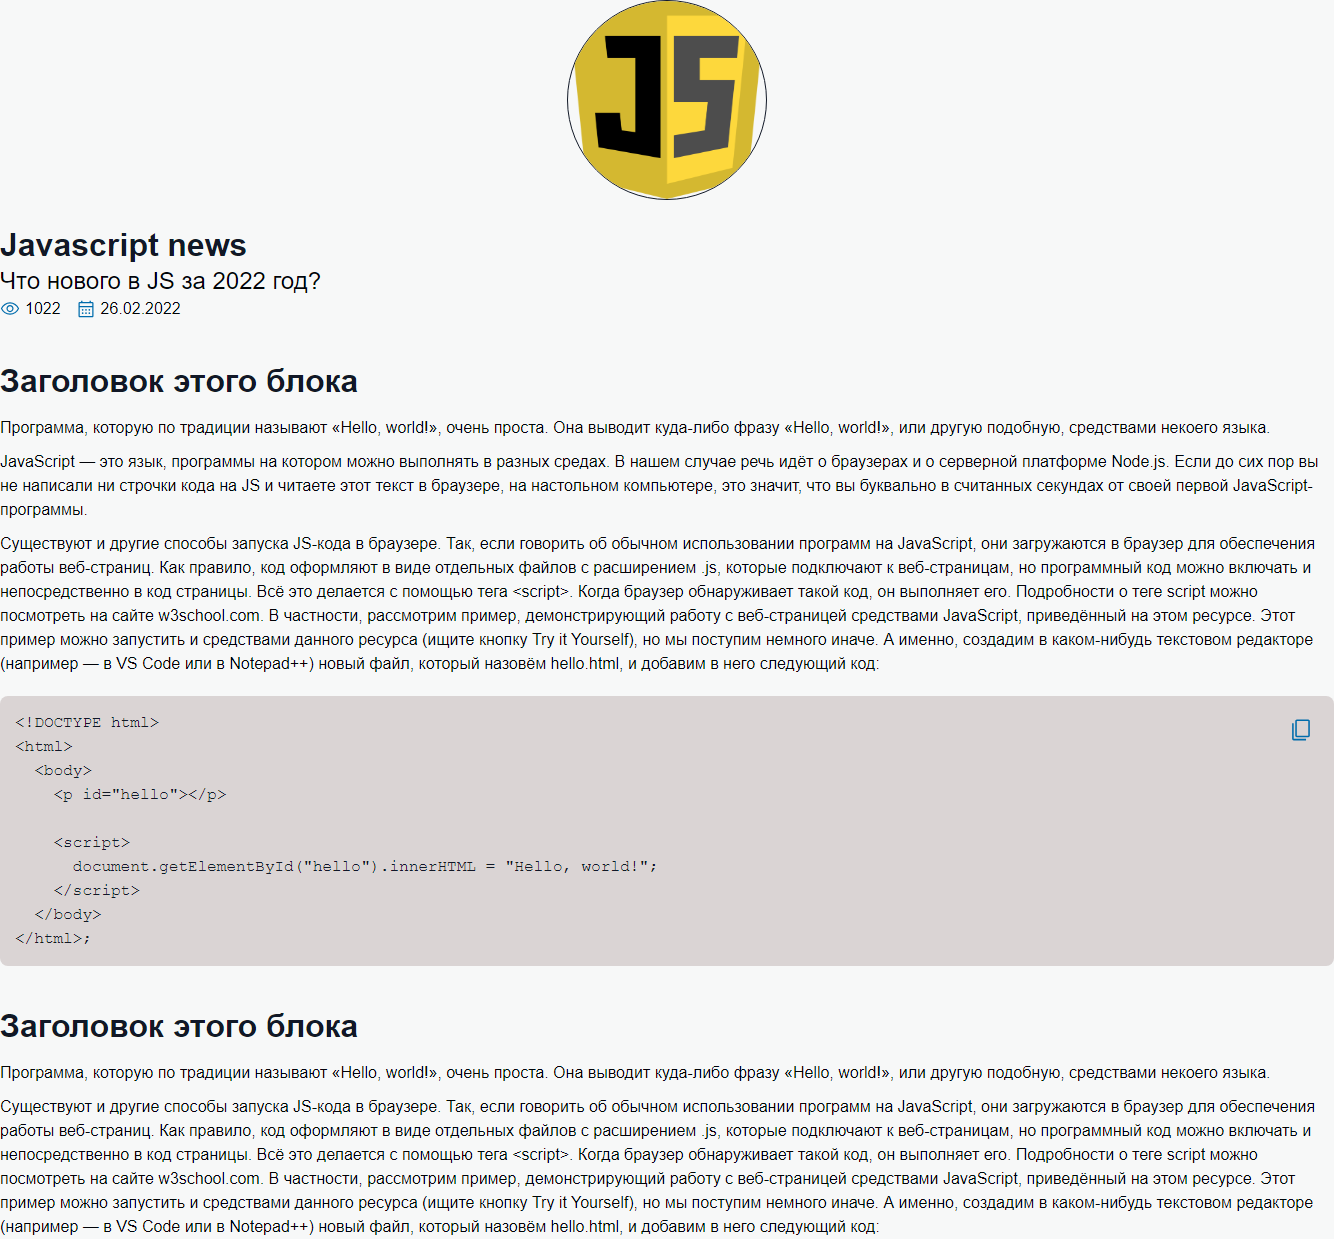 JS
Javascript news
Что нового в JS за 2022 год?
1022 26.02.2022
Заголовок этого блока
Программа, которую по традиции называют «Hello, world!», очень проста. Она выводит куда-либо фразу «Hello, world!», или другую подобную, средствами некоего языка.
JavaScript — это язык, программы на котором можно выполнять в разных средах. В нашем случае речь идёт о браузерах и о серверной платформе Node.js. Если до сих пор вы
не написали ни строчки кода на JS и читаете этот текст в браузере, на настольном компьютере, это значит, что вы буквально в считанных секундах от своей первой JavaScript-
программы.
Существуют и другие способы запуска JS-кода в браузере. Так, если говорить об обычном использовании программ на JavaScript, они загружаются в браузер для обеспечения
работы веб-страниц. Как правило, код оформляют в виде отдельных файлов с расширением .js, которые подключают к веб-страницам, но программный код можно включать и
непосредственно в код страницы. Всё это делается с помощью тега <script>. Когда браузер обнаруживает такой код, он выполняет его. Подробности о теге script можно
посмотреть на сайте w3school.com. В частности, рассмотрим пример, демонстрирующий работу с веб-страницей средствами JavaScript, приведённый на этом ресурсе. Этот
пример можно запустить и средствами данного ресурса (ищите кнопку Try it Yourself), но мы поступим немного иначе. А именно, создадим в каком-нибудь текстовом редакторе
(например — в VS Code или в Notepad++) новый файл, который назовём hello.html, и добавим в него следующий код:
<!DOCTYPE html>
<html>
  <body>
    <p id="hello"></p>

    <script>
      document.getElementById("hello").innerHTML = "Hello, world!";
    </script>
  </body>
</html>;
Заголовок этого блока
Программа, которую по традиции называют «Hello, world!», очень проста. Она выводит куда-либо фразу «Hello, world!», или другую подобную, средствами некоего языка.
Существуют и другие способы запуска JS-кода в браузере. Так, если говорить об обычном использовании программ на JavaScript, они загружаются в браузер для обеспечения
работы веб-страниц. Как правило, код оформляют в виде отдельных файлов с расширением .js, которые подключают к веб-страницам, но программный код можно включать и
непосредственно в код страницы. Всё это делается с помощью тега <script>. Когда браузер обнаруживает такой код, он выполняет его. Подробности о теге script можно
посмотреть на сайте w3school.com. В частности, рассмотрим пример, демонстрирующий работу с веб-страницей средствами JavaScript, приведённый на этом ресурсе. Этот
пример можно запустить и средствами данного ресурса (ищите кнопку Try it Yourself), но мы поступим немного иначе. А именно, создадим в каком-нибудь текстовом редакторе
(например — в VS Code или в Notepad++) новый файл, который назовём hello.html, и добавим в него следующий код: